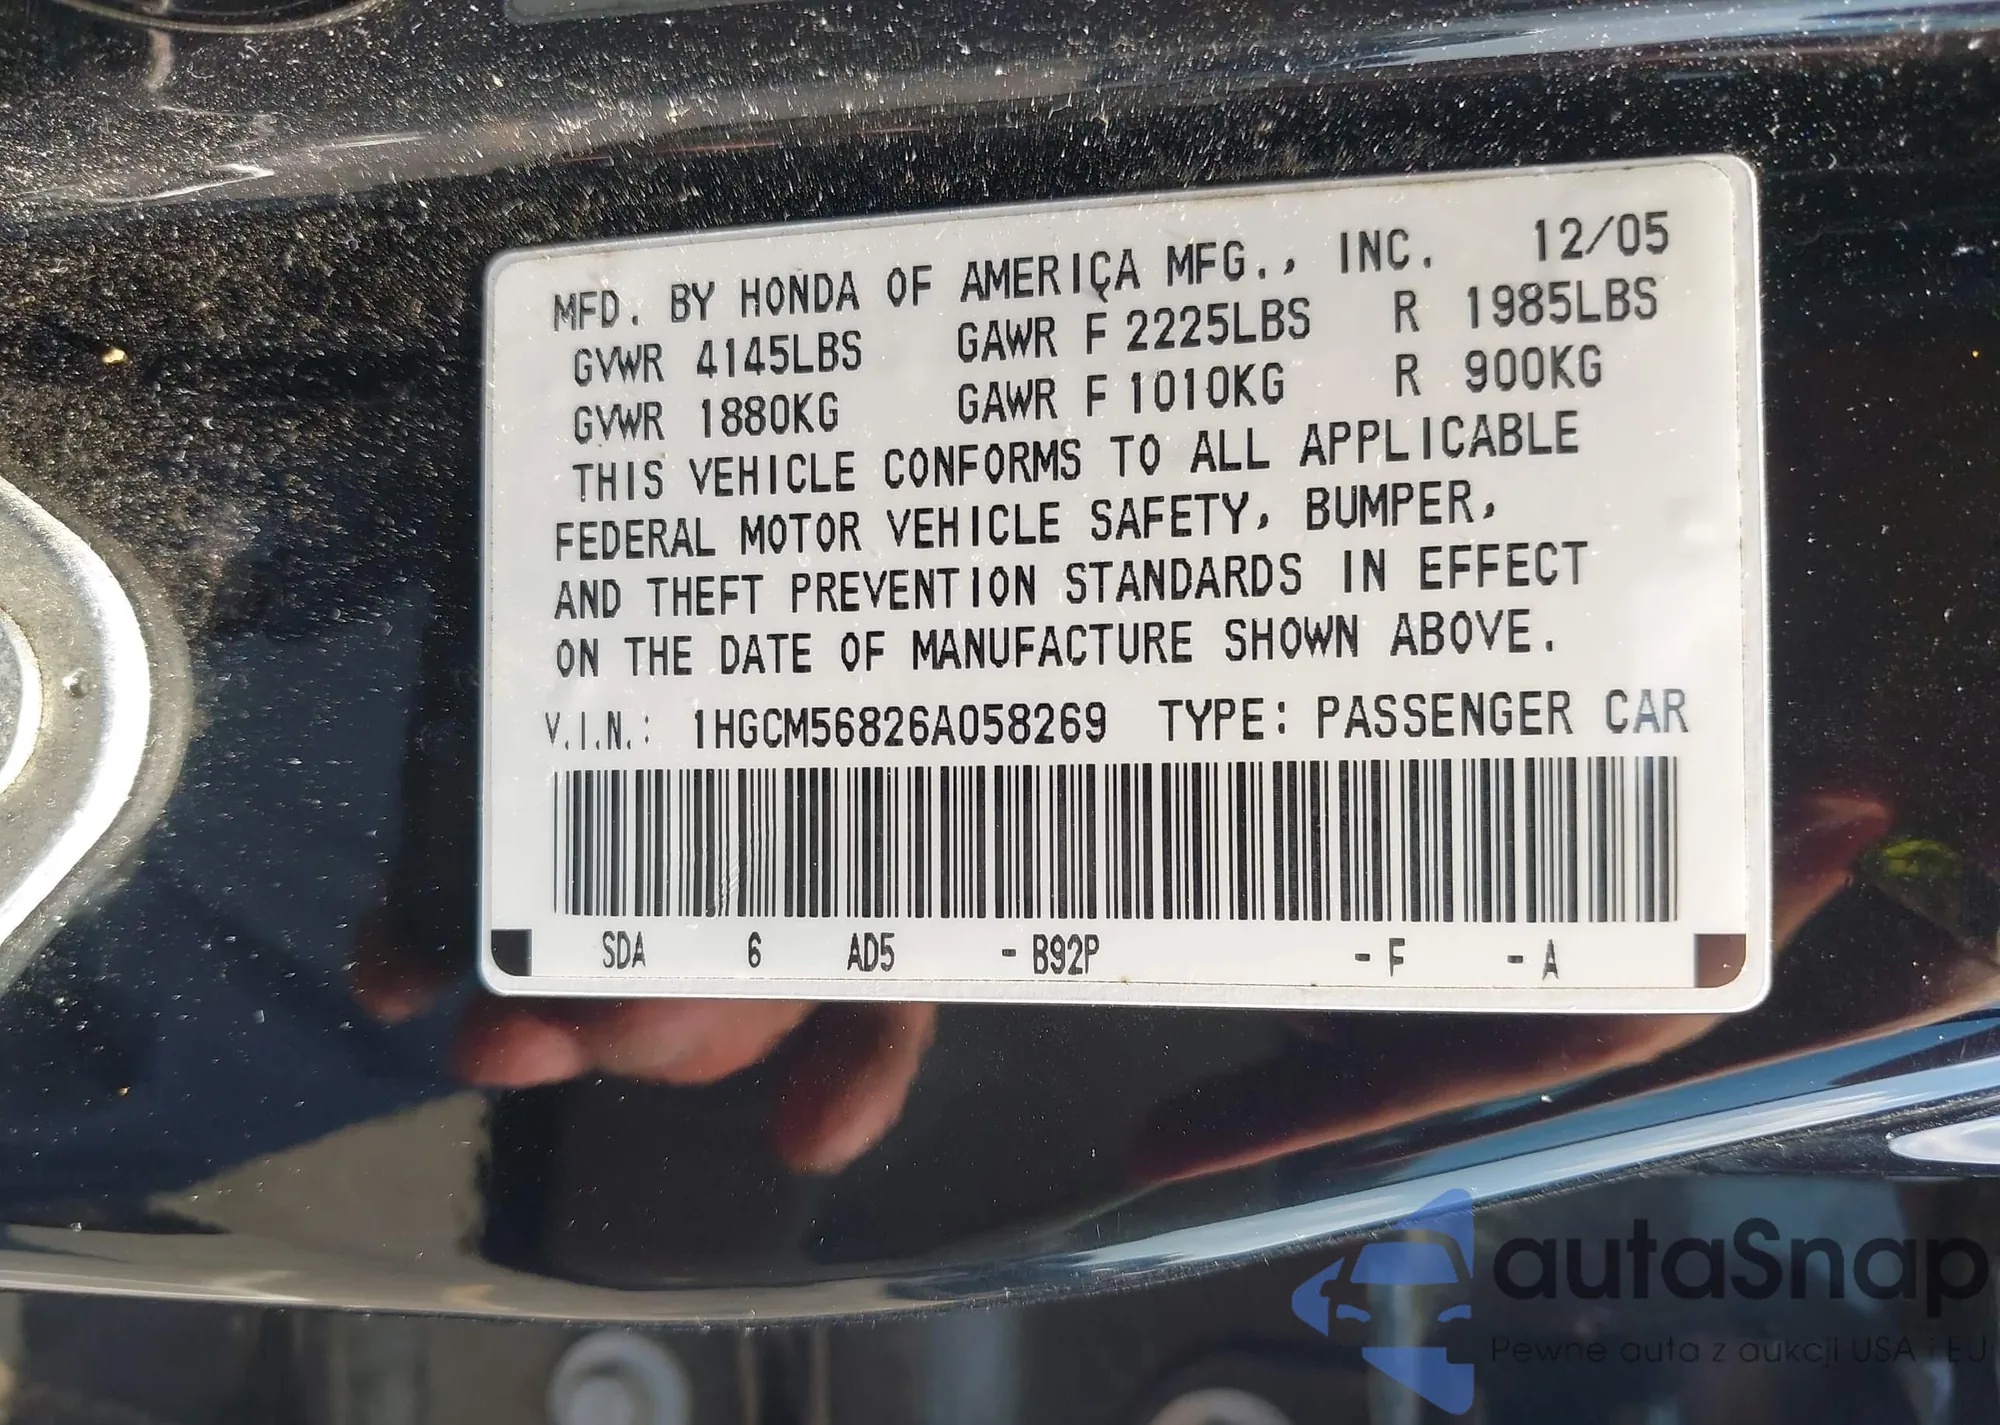 MFD. BY HONDA OF AMERICA MFG., INC. 12/05
GVWR 4145LBS GAWR F 2225LBS R 1985LBS
GVWR 1880KG GAWR F 1010KG R 900KG
THIS VEHICLE CONFORMS TO ALL APPLICABLE
FEDERAL MOTOR VEHICLE SAFETY, BUMPER,
AND THEFT PREVENTION STANDARDS IN EFFECT
ON THE DATE OF MANUFACTURE SHOWN ABOVE.
V.I.N.: 1HGCM56826A058269 TYPE: PASSENGER CAR
SDA 6 AD5 - B92P - F - A
autaSnap
Pewne auta z aukcji USA i EU